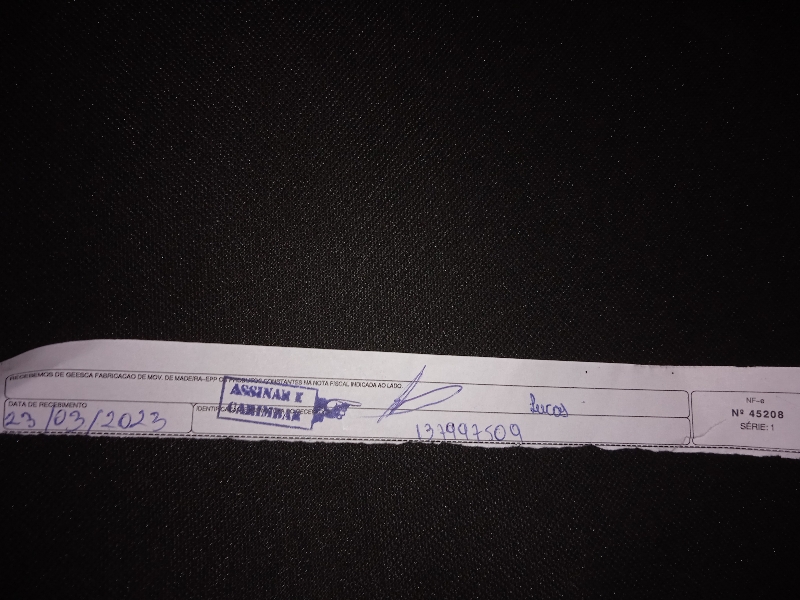 RECEBEMOS DE GEESCA FABRICACAO DE MOV. DE MADEIRA-EPP OS PRODUTOS CONSTANTES NA NOTA FISCAL INDICADA AO LADO.
DATA DE RECEBIMENTO
23/03/2023
ASSINAR E
CARIMBAR
Lucas
137997509
NF-e
Nº 45208
SÉRIE: 1